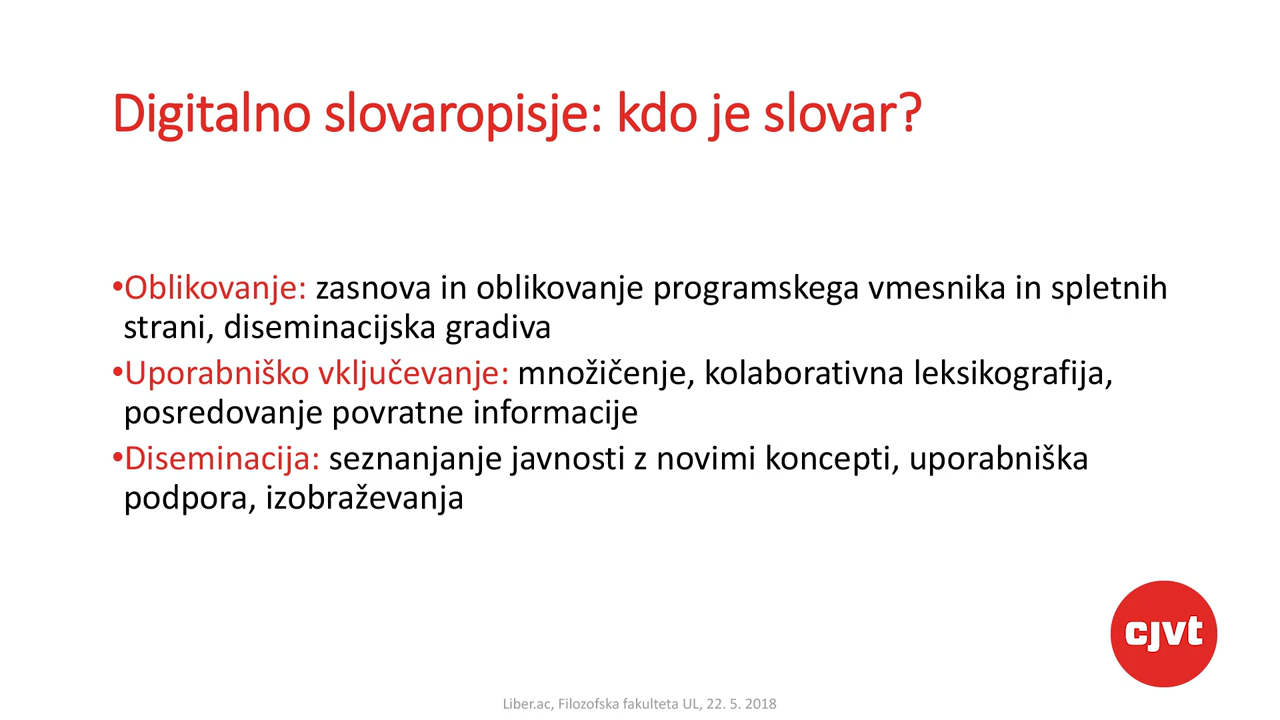 Digitalno slovaropisje: kdo je slovar?
•Oblikovanje: zasnova in oblikovanje programskega vmesnika in spletnih
strani, diseminacijska gradiva
•Uporabniško vključevanje: množičenje, kolaborativna leksikografija,
posredovanje povratne informacije
•Diseminacija: seznanjanje javnosti z novimi koncepti, uporabniška
podpora, izobraževanja
cjvt
Liber.ac, Filozofska fakulteta UL, 22. 5. 2018